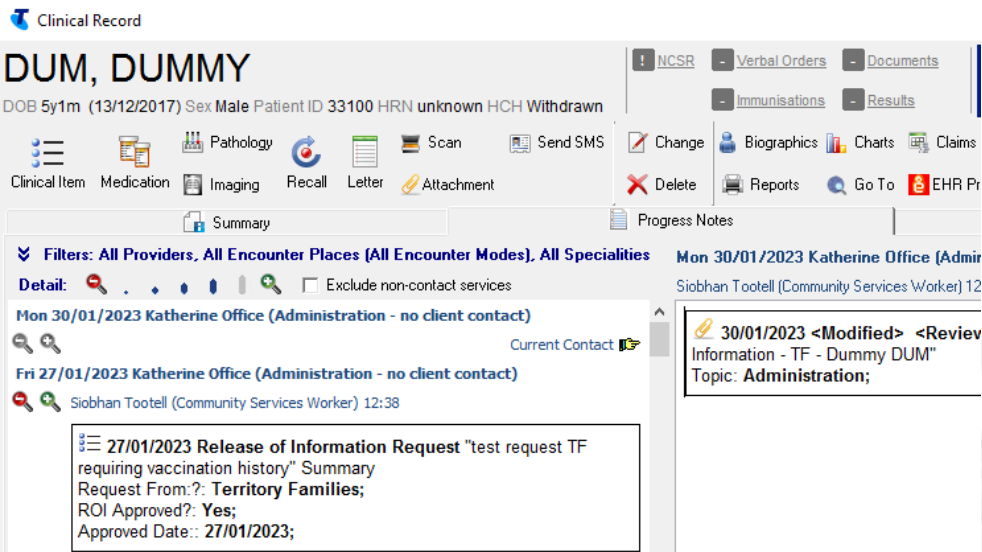 Clinical Record
DUM, DUMMY
DOB 5y1m (13/12/2017) Sex Male Patient ID 33100 HRN unknown HCH Withdrawn
! NCSR - Verbal Orders - Documents
- Immunisations - Results
Clinical Item Medication Pathology Imaging Recall Letter Scan Attachment Send SMS Change Delete Biographics Reports Charts Go To Claims EHR Pr
Summary Progress Notes
Filters: All Providers, All Encounter Places (All Encounter Modes), All Specialities
Detail: Exclude non-contact services
Mon 30/01/2023 Katherine Office (Administration - no client contact)
Current Contact
Fri 27/01/2023 Katherine Office (Administration - no client contact)
Siobhan Tootell (Community Services Worker) 12:38
27/01/2023 Release of Information Request "test request TF
requiring vaccination history" Summary
Request From:?: Territory Families;
ROI Approved?: Yes;
Approved Date:: 27/01/2023;
Mon 30/01/2023 Katherine Office (Admin
Siobhan Tootell (Community Services Worker) 12
30/01/2023 <Modified> <Review
Information - TF - Dummy DUM"
Topic: Administration;